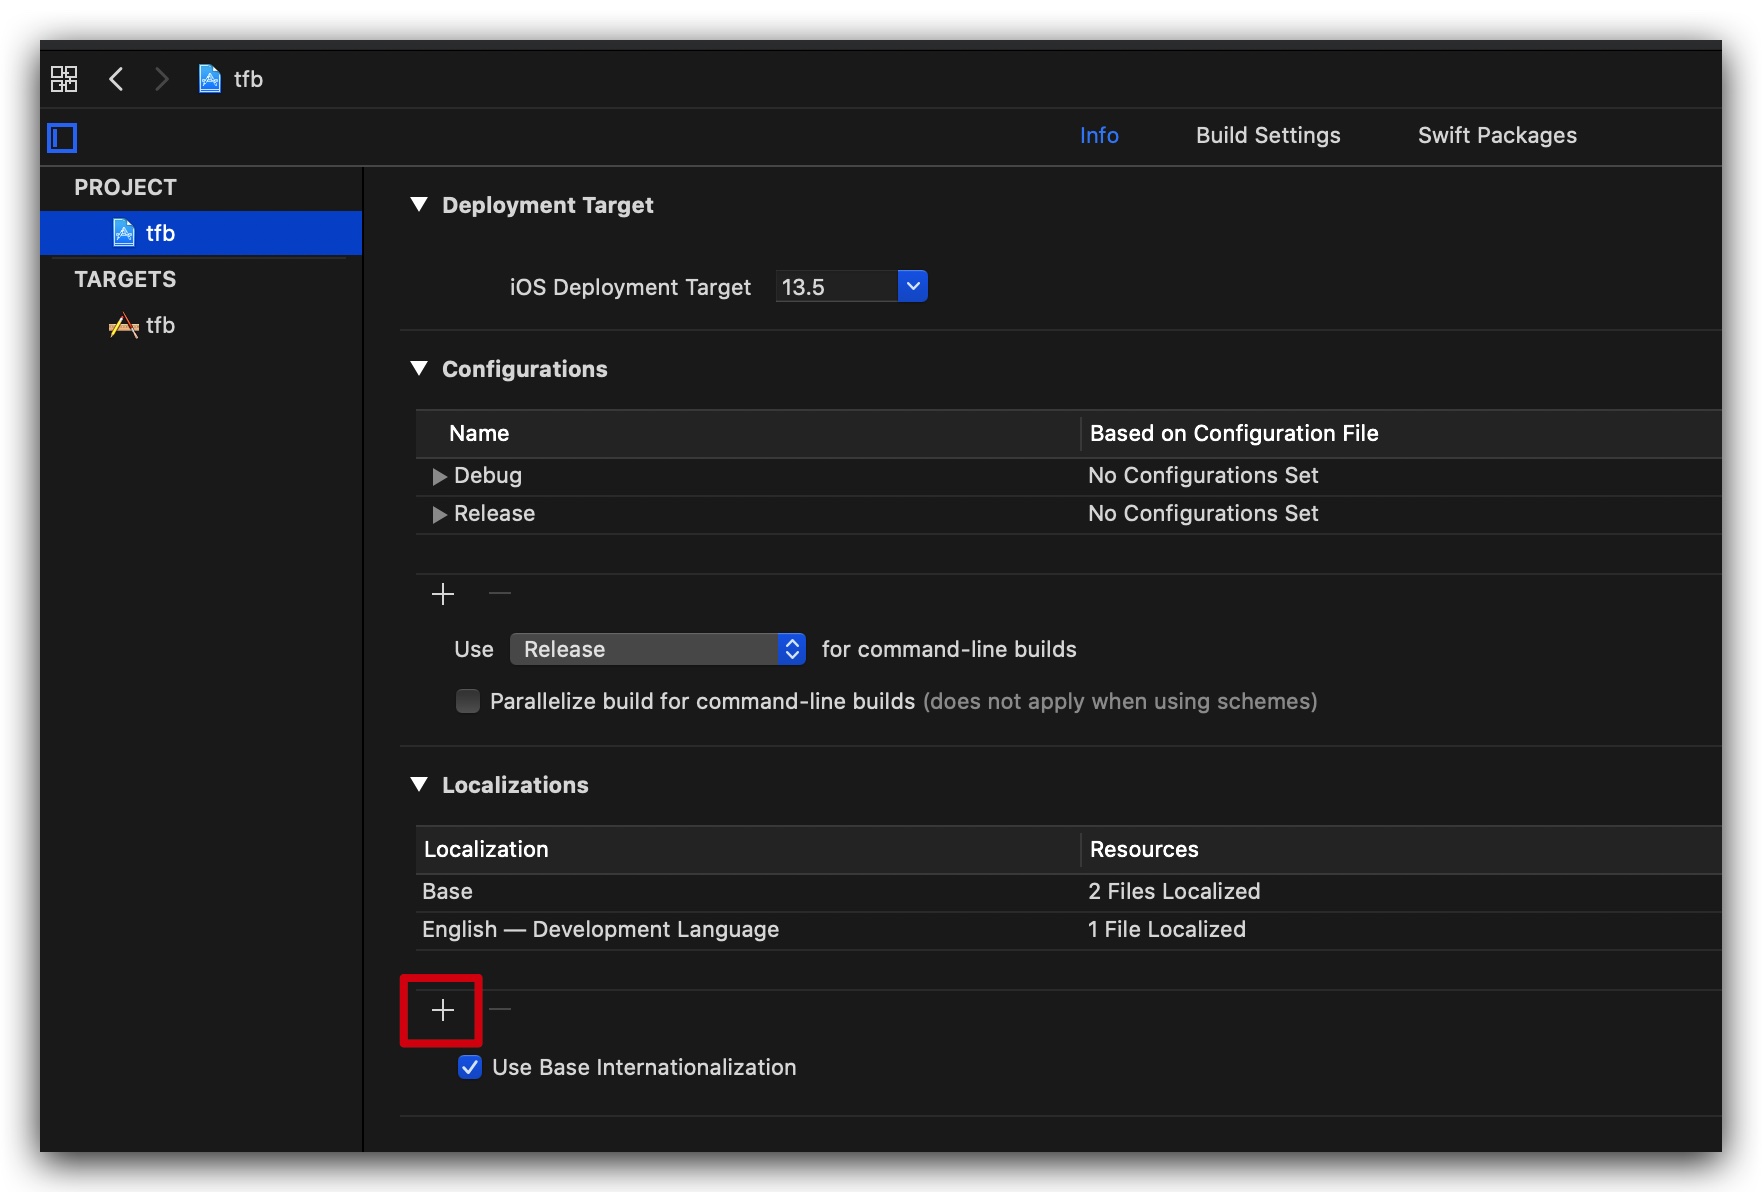 tfb
Info Build Settings Swift Packages
PROJECT
tfb
TARGETS
tfb
Deployment Target
iOS Deployment Target 13.5
Configurations
Name Based on Configuration File
Debug No Configurations Set
Release No Configurations Set
Use Release for command-line builds
Parallelize build for command-line builds (does not apply when using schemes)
Localizations
Localization Resources
Base 2 Files Localized
English — Development Language 1 File Localized
Use Base Internationalization